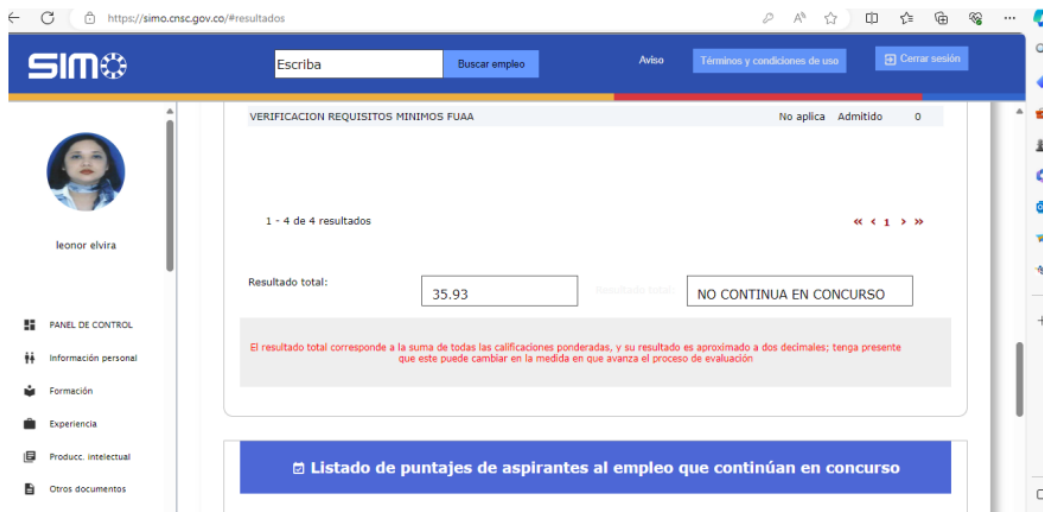 https://simo.cnsc.gov.co/#resultados
SIMO
Escriba
Buscar empleo
Aviso
Términos y condiciones de uso
Cerrar sesión
VERIFICACION REQUISITOS MINIMOS FUAA No aplica Admitido 0
1 - 4 de 4 resultados
« ‹ 1 › »
leonor elvira
Resultado total:
35.93
Resultado total:
NO CONTINUA EN CONCURSO
El resultado total corresponde a la suma de todas las calificaciones ponderadas, y su resultado es aproximado a dos decimales; tenga presente
que este puede cambiar en la medida en que avanza el proceso de evaluación
PANEL DE CONTROL
Información personal
Formación
Experiencia
Producc. intelectual
Otros documentos
Listado de puntajes de aspirantes al empleo que continúan en concurso